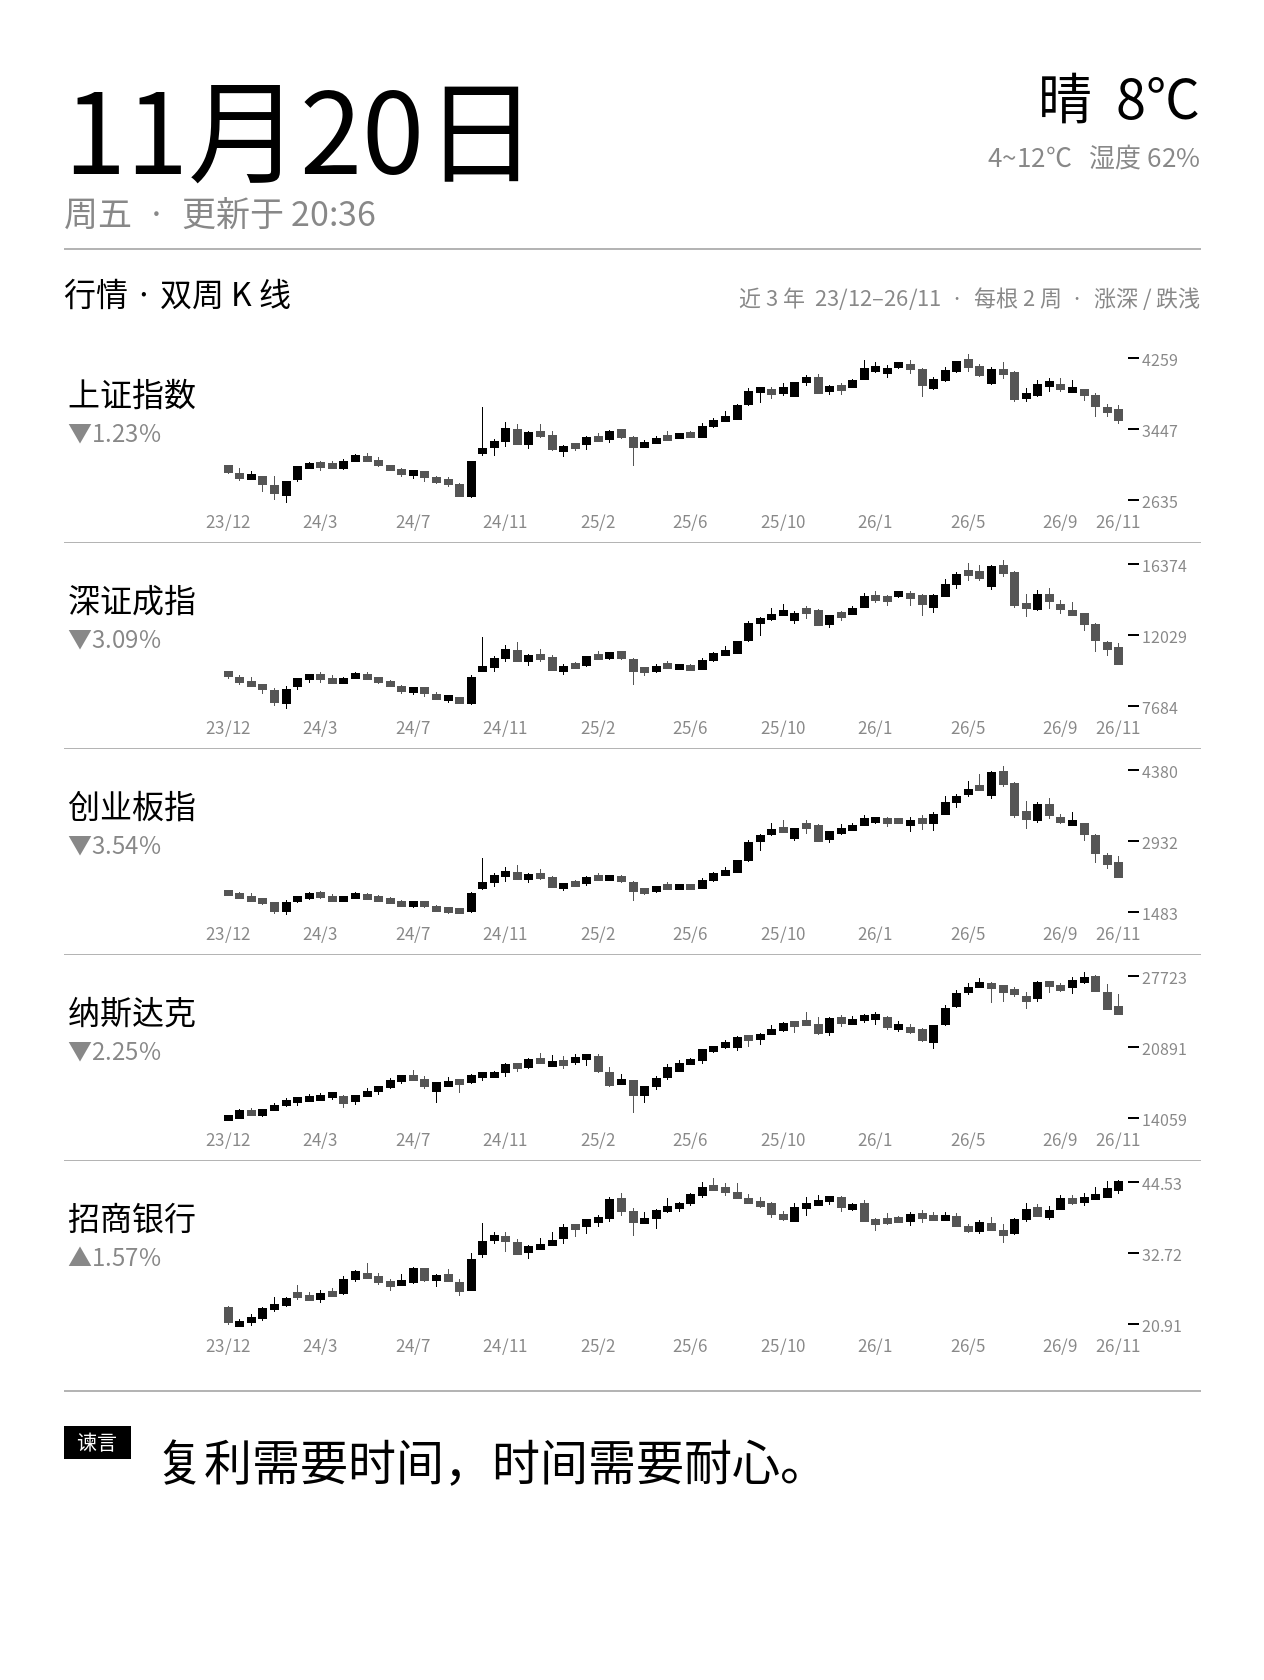 11月20日
晴 8℃
4~12℃ 湿度 62%
周五 · 更新于 20:36
行情 · 双周 K 线
近 3 年 23/12–26/11 · 每根 2 周 · 涨深 / 跌浅
上证指数
▼1.23%
4259
3447
2635
23/12 24/3 24/7 24/11 25/2 25/6 25/10 26/1 26/5 26/9 26/11
深证成指
▼3.09%
16374
12029
7684
23/12 24/3 24/7 24/11 25/2 25/6 25/10 26/1 26/5 26/9 26/11
创业板指
▼3.54%
4380
2932
1483
23/12 24/3 24/7 24/11 25/2 25/6 25/10 26/1 26/5 26/9 26/11
纳斯达克
▼2.25%
27723
20891
14059
23/12 24/3 24/7 24/11 25/2 25/6 25/10 26/1 26/5 26/9 26/11
招商银行
▲1.57%
44.53
32.72
20.91
23/12 24/3 24/7 24/11 25/2 25/6 25/10 26/1 26/5 26/9 26/11
谏言
复利需要时间，时间需要耐心。